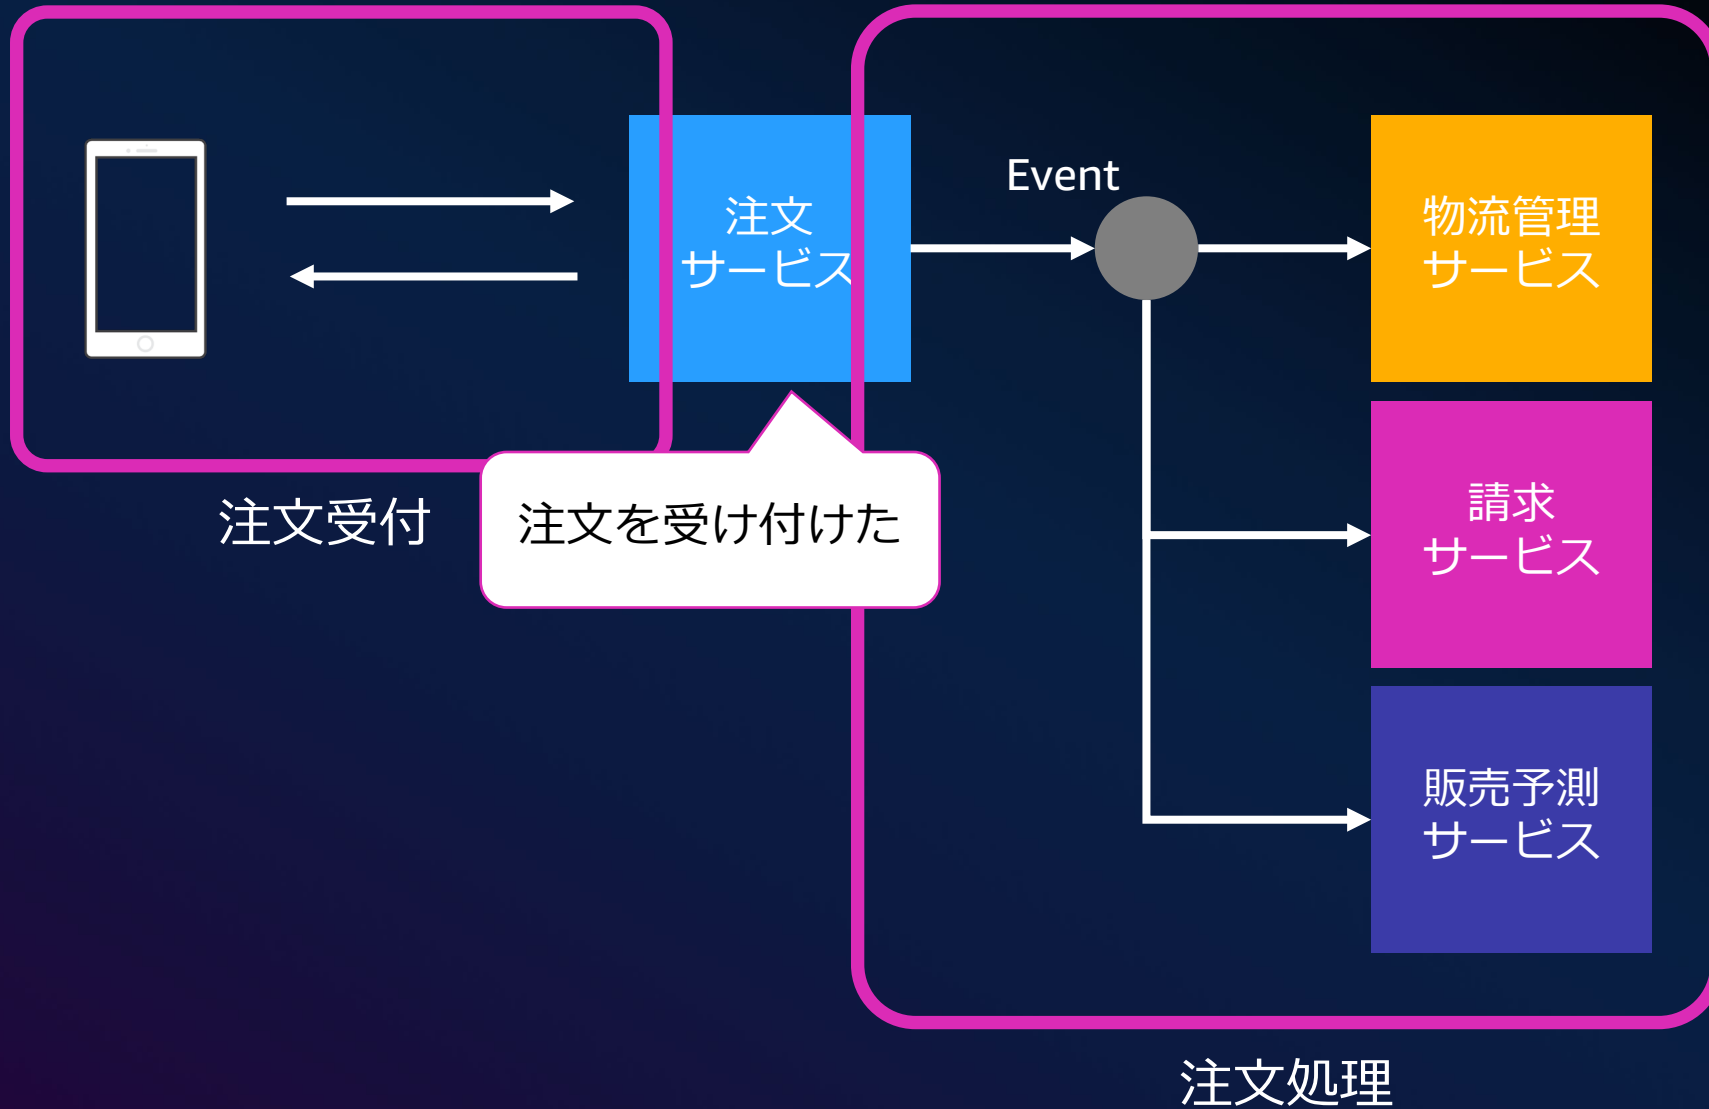 注文
サービス
Event
物流管理
サービス
注文受付
注文を受け付けた
請求
サービス
販売予測
サービス
注文処理